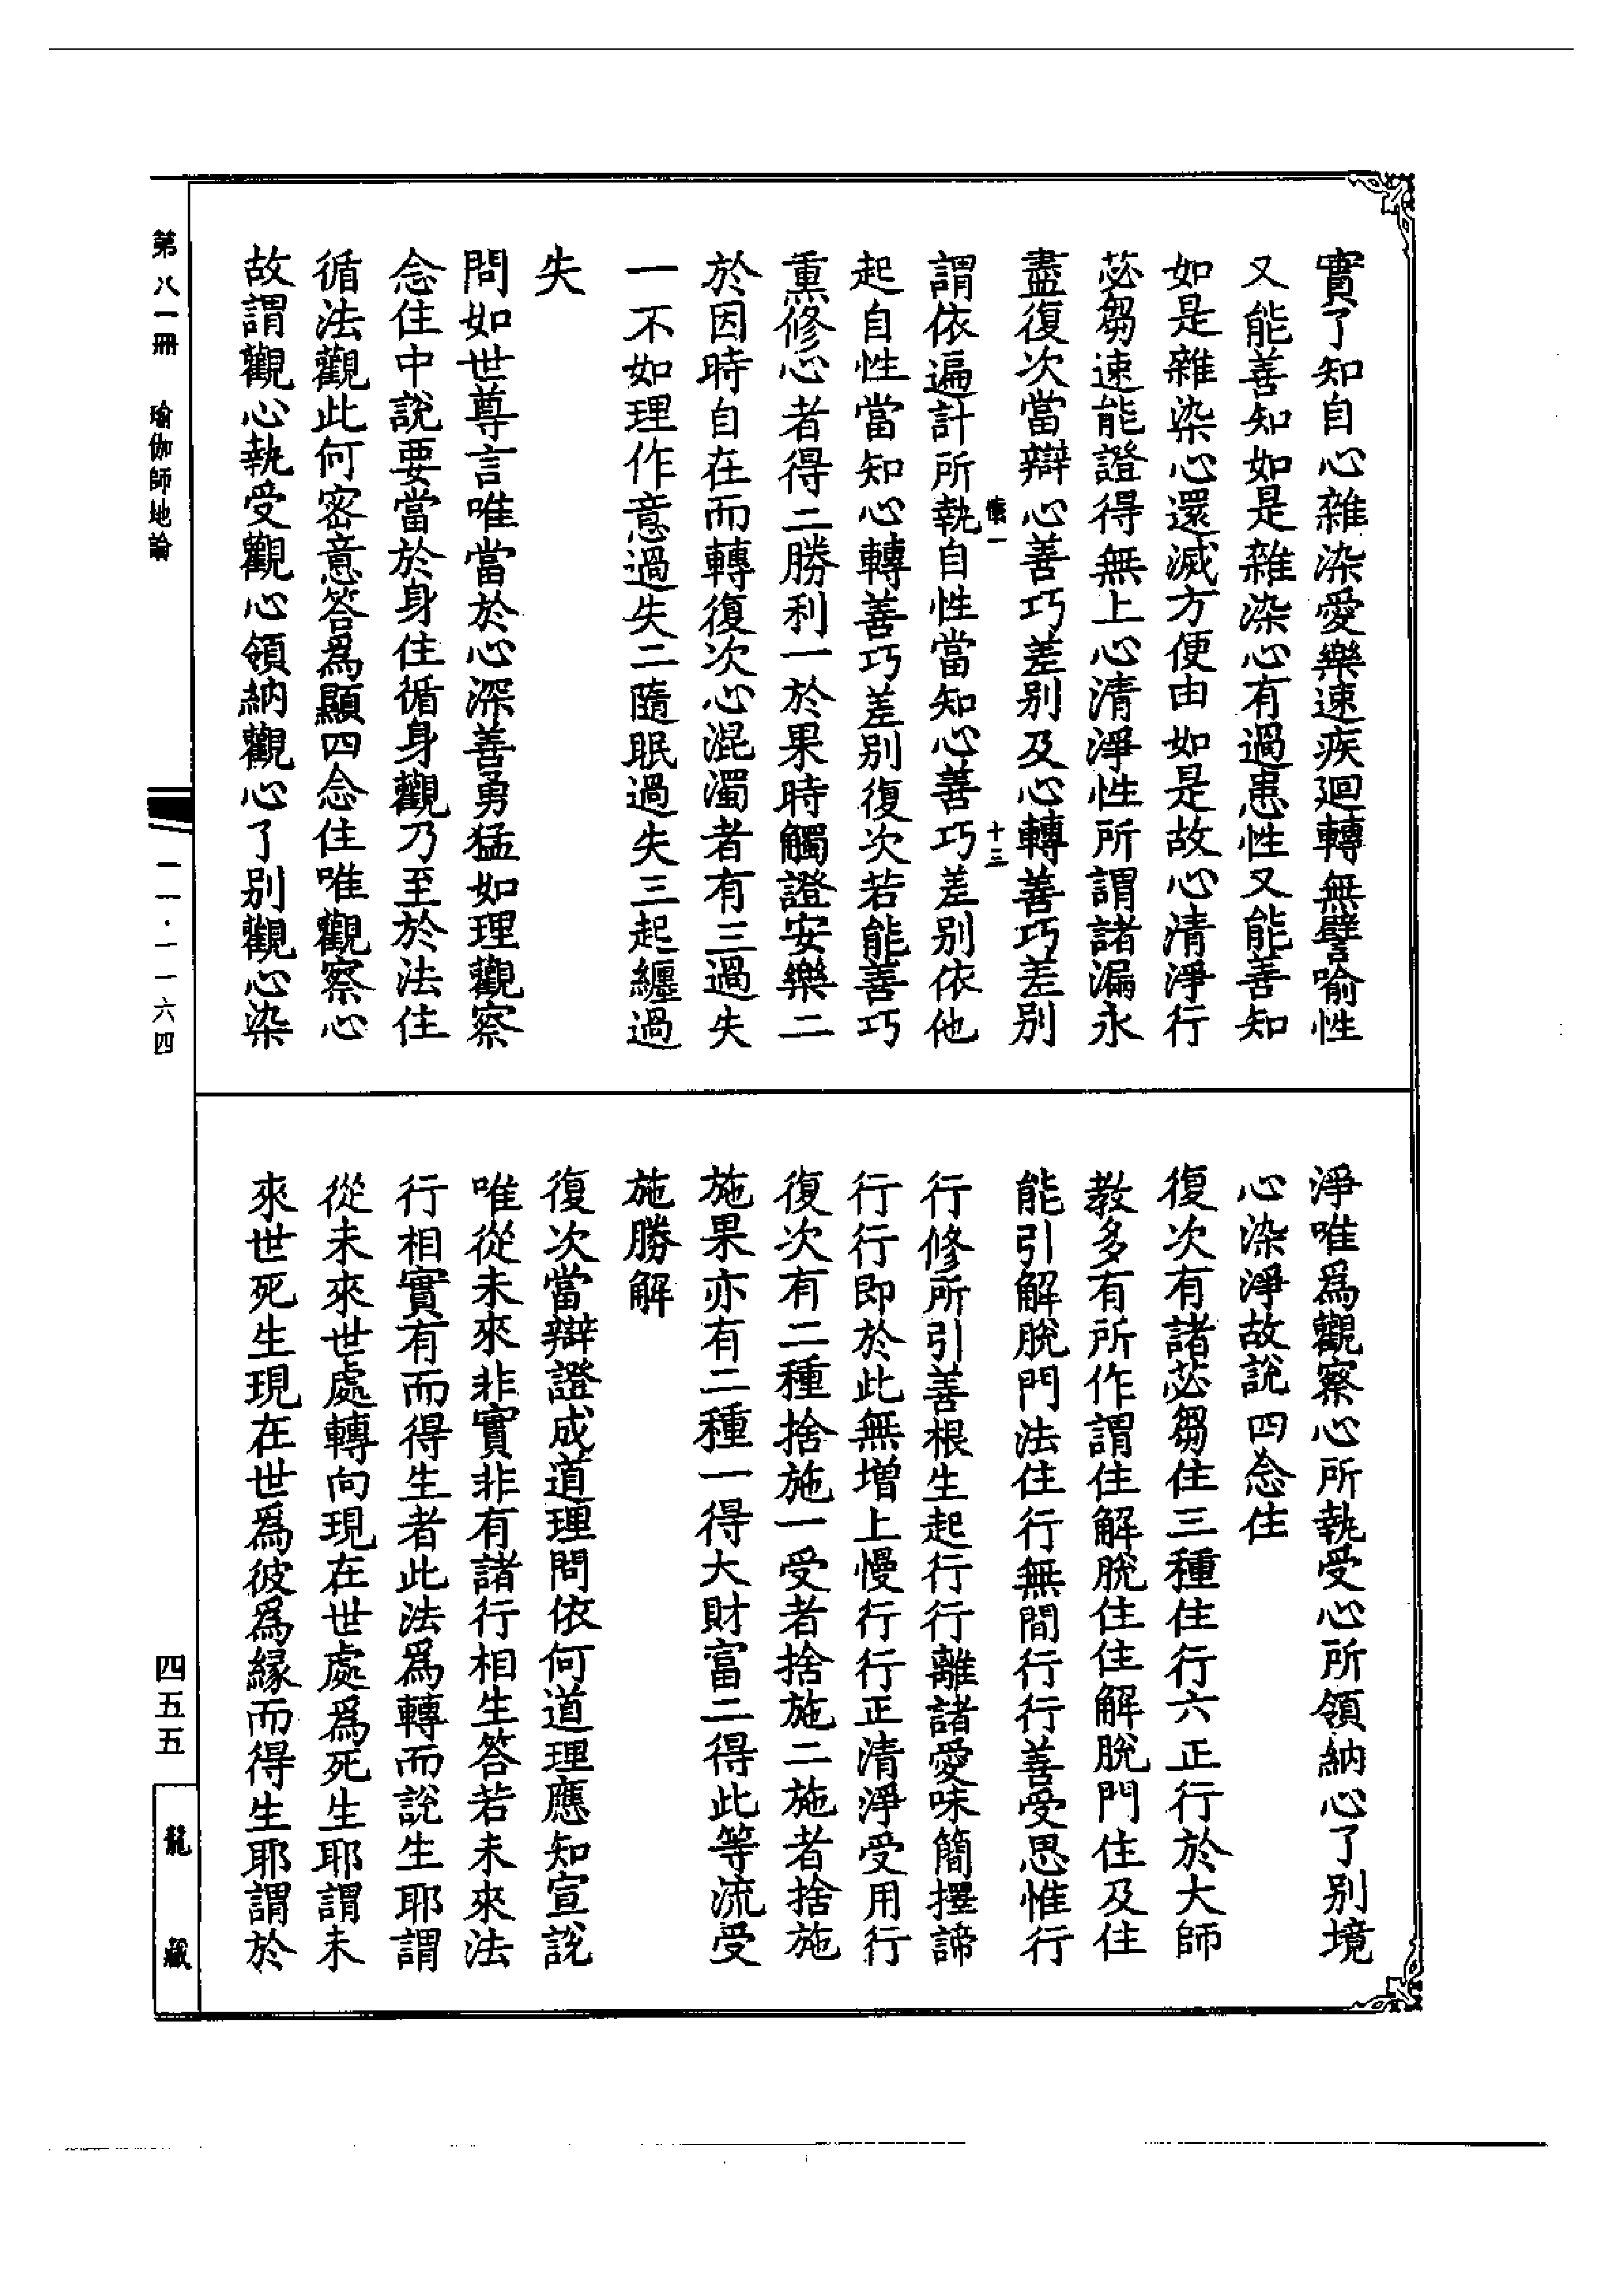 實了知自心雜染愛樂速疾迴轉無譬喻性
又能善知如是雜染心有過患性又能善知
如是雜染心還滅方便由如是故心清淨行
苾芻速能證得無上心清淨性所謂諸漏永
盡復次當辯心善巧差別及心轉善巧差別
十三
謂依遍計所執自性當知心善巧差別依他
起自性當知心轉善巧差別復次若能善巧
熏修心者得二勝利一於果時觸證安樂二
於因時自在而轉復次心混濁者有三過失
一不如理作意過失二隨眠過失三起纏過
失
問如世尊言唯當於心深善勇猛如理觀察
念住中說要當於身住循身觀乃至於法住
循法觀此何密意答為顯四念住唯觀察心
故謂觀心執受觀心領納觀心了別觀心染
淨唯為觀察心所執受心所領納心了別境
心染淨故說四念住
復次有諸苾芻住三種住行六正行於大師
教多有所作謂住解脫住住解脫門住及住
能引解脫門法住行無間行行善受思惟行
行修所引善根生起行行離諸愛味簡擇諦
行行即於此無增上慢行行正清淨受用行
復次有二種捨施一受者捨施二施者捨施
施果亦有二種一得大財富二得此等流受
施勝解
復次當辯證成道理問依何道理應知宣說
唯從未來非實非有諸行相生答若未來法
行相實有而得生者此法為轉而說生耶謂
從未來世處轉向現在世處為死生耶謂未
來世死生現在世為彼為緣而得生耶謂於
第八一冊 瑜伽師地論
一一·一一六四
四五五
龍藏